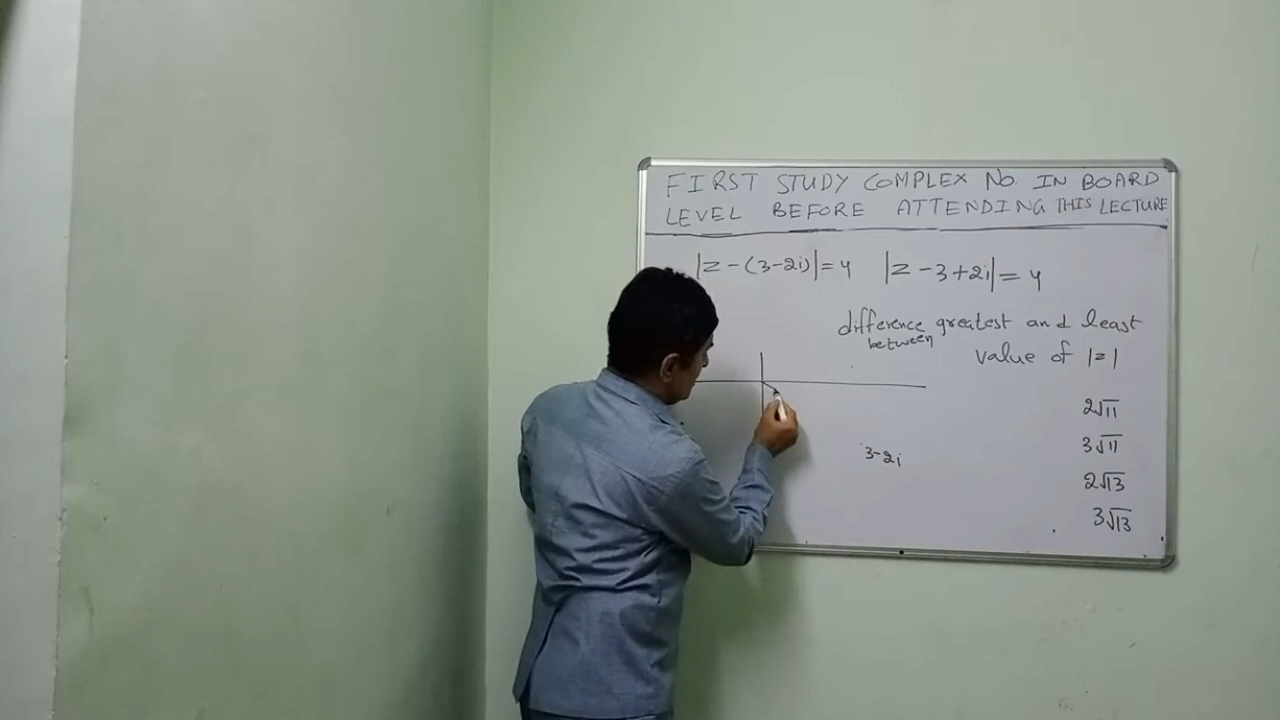 FIRST STUDY COMPLEX NO. IN BOARD
LEVEL BEFORE ATTENDING THIS LECTURE
|z-(3-2i)|=4 |z-3+2i|=4
difference greatest and least
between
value of |z|
2√11
3√11
3-2i
2√13
3√13